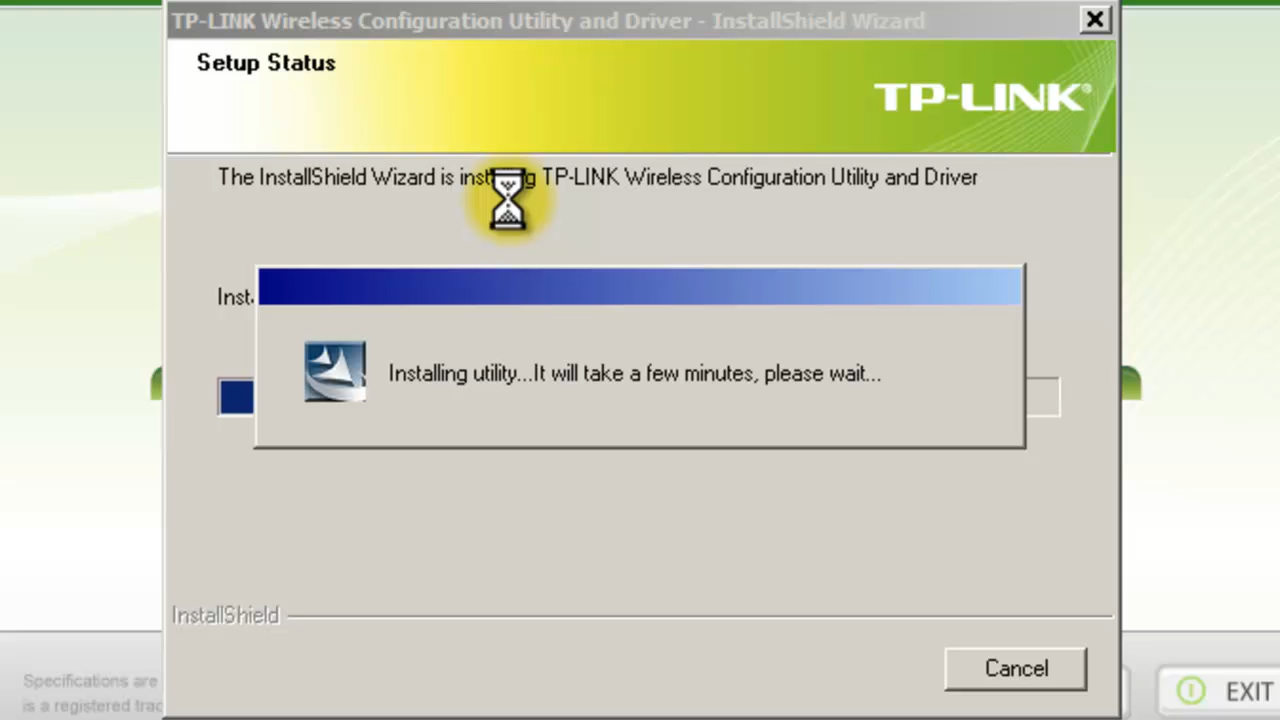 TP-LINK Wireless Configuration Utility and Driver - InstallShield Wizard
Setup Status
TP-LINK®
The InstallShield Wizard is installing TP-LINK Wireless Configuration Utility and Driver
Installing utility...It will take a few minutes, please wait...
InstallShield
Cancel
Specifications are
is a registered
EXIT